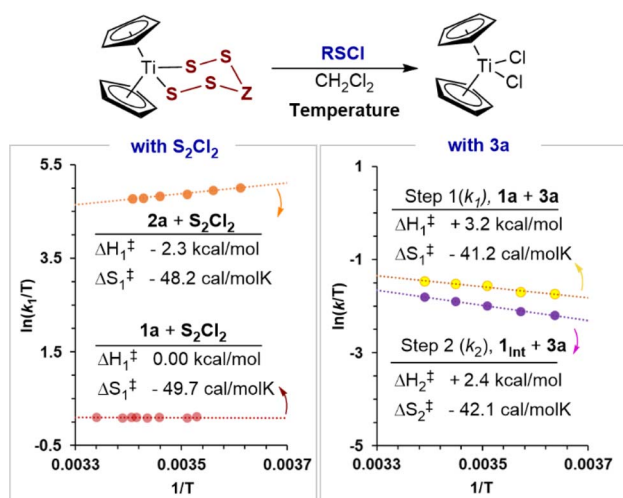 Ti
S
S
S
S
Z
RSCl
CH₂Cl₂
Temperature
Ti
Cl
Cl
with S₂Cl₂
5.5
3.5
1.5
-0.5
ln(k₁/T)
2a + S₂Cl₂
ΔH₁‡ - 2.3 kcal/mol
ΔS₁‡ - 48.2 cal/molK
1a + S₂Cl₂
ΔH₁‡ 0.00 kcal/mol
ΔS₁‡ - 49.7 cal/molK
0.0033 0.0035 0.0037
1/T
with 3a
1
-1
-3
-5
ln(k/T)
Step 1(k₁), 1a + 3a
ΔH₁‡ + 3.2 kcal/mol
ΔS₁‡ - 41.2 cal/molK
Step 2 (k₂), 1Int + 3a
ΔH₂‡ + 2.4 kcal/mol
ΔS₂‡ - 42.1 cal/molK
0.0033 0.0035 0.0037
1/T